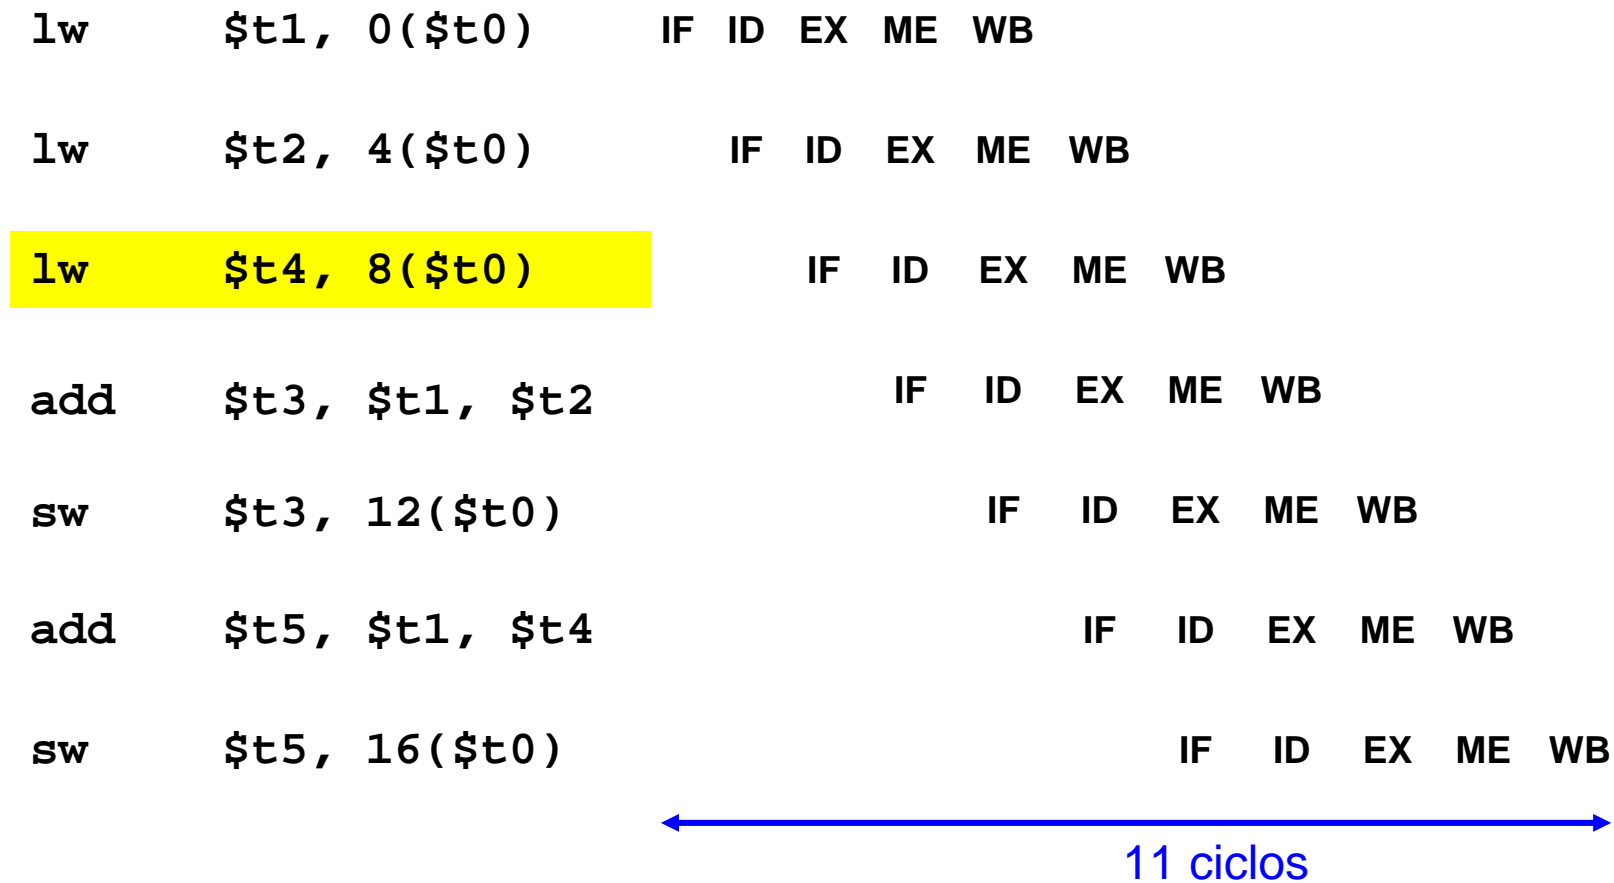 lw $t1, 0($t0) IF ID EX ME WB
lw $t2, 4($t0) IF ID EX ME WB
lw $t4, 8($t0) IF ID EX ME WB
add $t3, $t1, $t2 IF ID EX ME WB
sw $t3, 12($t0) IF ID EX ME WB
add $t5, $t1, $t4 IF ID EX ME WB
sw $t5, 16($t0) IF ID EX ME WB
11 ciclos